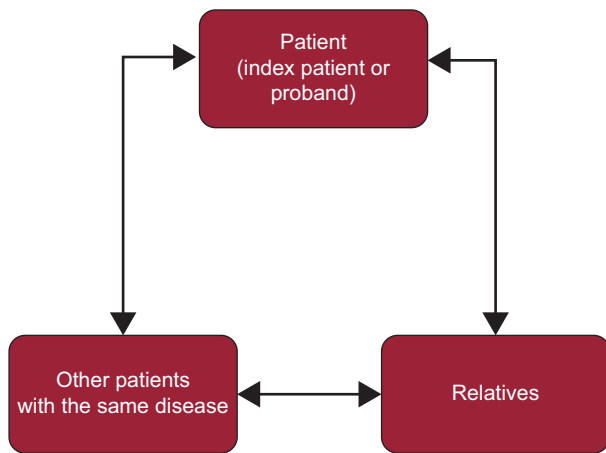 Patient
(index patient or
proband)
Other patients
with the same disease
Relatives